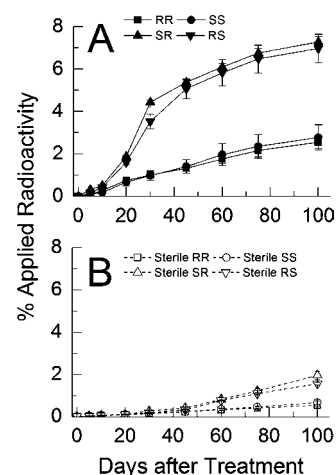 A
RR SS
SR RS
8
6
4
2
0
0 20 40 60 80 100
% Applied Radioactivity
B
Sterile RR Sterile SS
Sterile SR Sterile RS
8
6
4
2
0
0 20 40 60 80 100
Days after Treatment